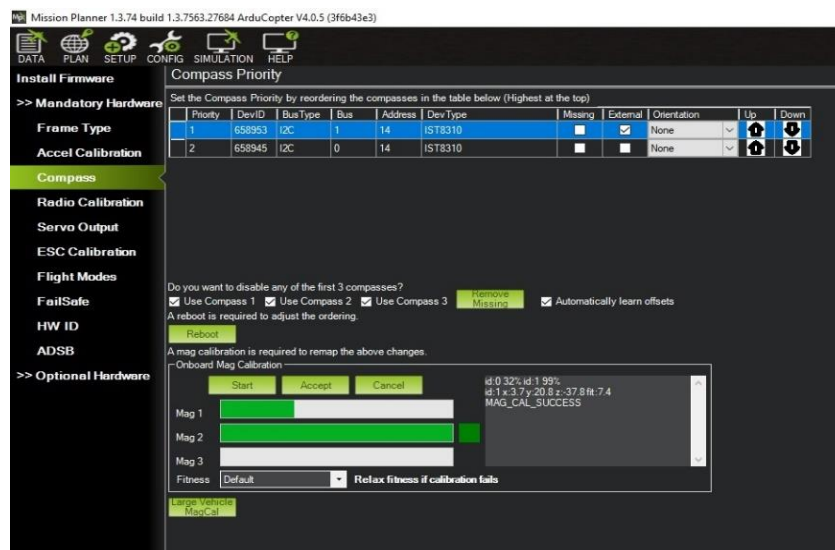 Mission Planner 1.3.74 build 1.3.7563.27684 ArduCopter V4.0.5 (3f6b43e3)
DATA PLAN SETUP CONFIG SIMULATION HELP
Install Firmware
>> Mandatory Hardware
Frame Type
Accel Calibration
Compass
Radio Calibration
Servo Output
ESC Calibration
Flight Modes
FailSafe
HW ID
ADSB
>> Optional Hardware
Compass Priority
Set the Compass Priority by reordering the compasses in the table below (Highest at the top)
Priority DevID BusType Bus Address DevType Missing External Orientation Up Down
1 658953 I2C 1 14 IST8310 None
2 658945 I2C 0 14 IST8310 None
Do you want to disable any of the first 3 compasses?
Use Compass 1 Use Compass 2 Use Compass 3 Remove Missing Automatically learn offsets
A reboot is required to adjust the ordering.
Reboot
A mag calibration is required to remap the above changes.
Onboard Mag Calibration
Start Accept Cancel
id:0 32% id:1 99%
id:1 x:3.7 y:20.8 z:-37.8 fit:7.4
MAG_CAL_SUCCESS
Mag 1
Mag 2
Mag 3
Fitness Default Relax fitness if calibration fails
Large Vehicle
MagCal